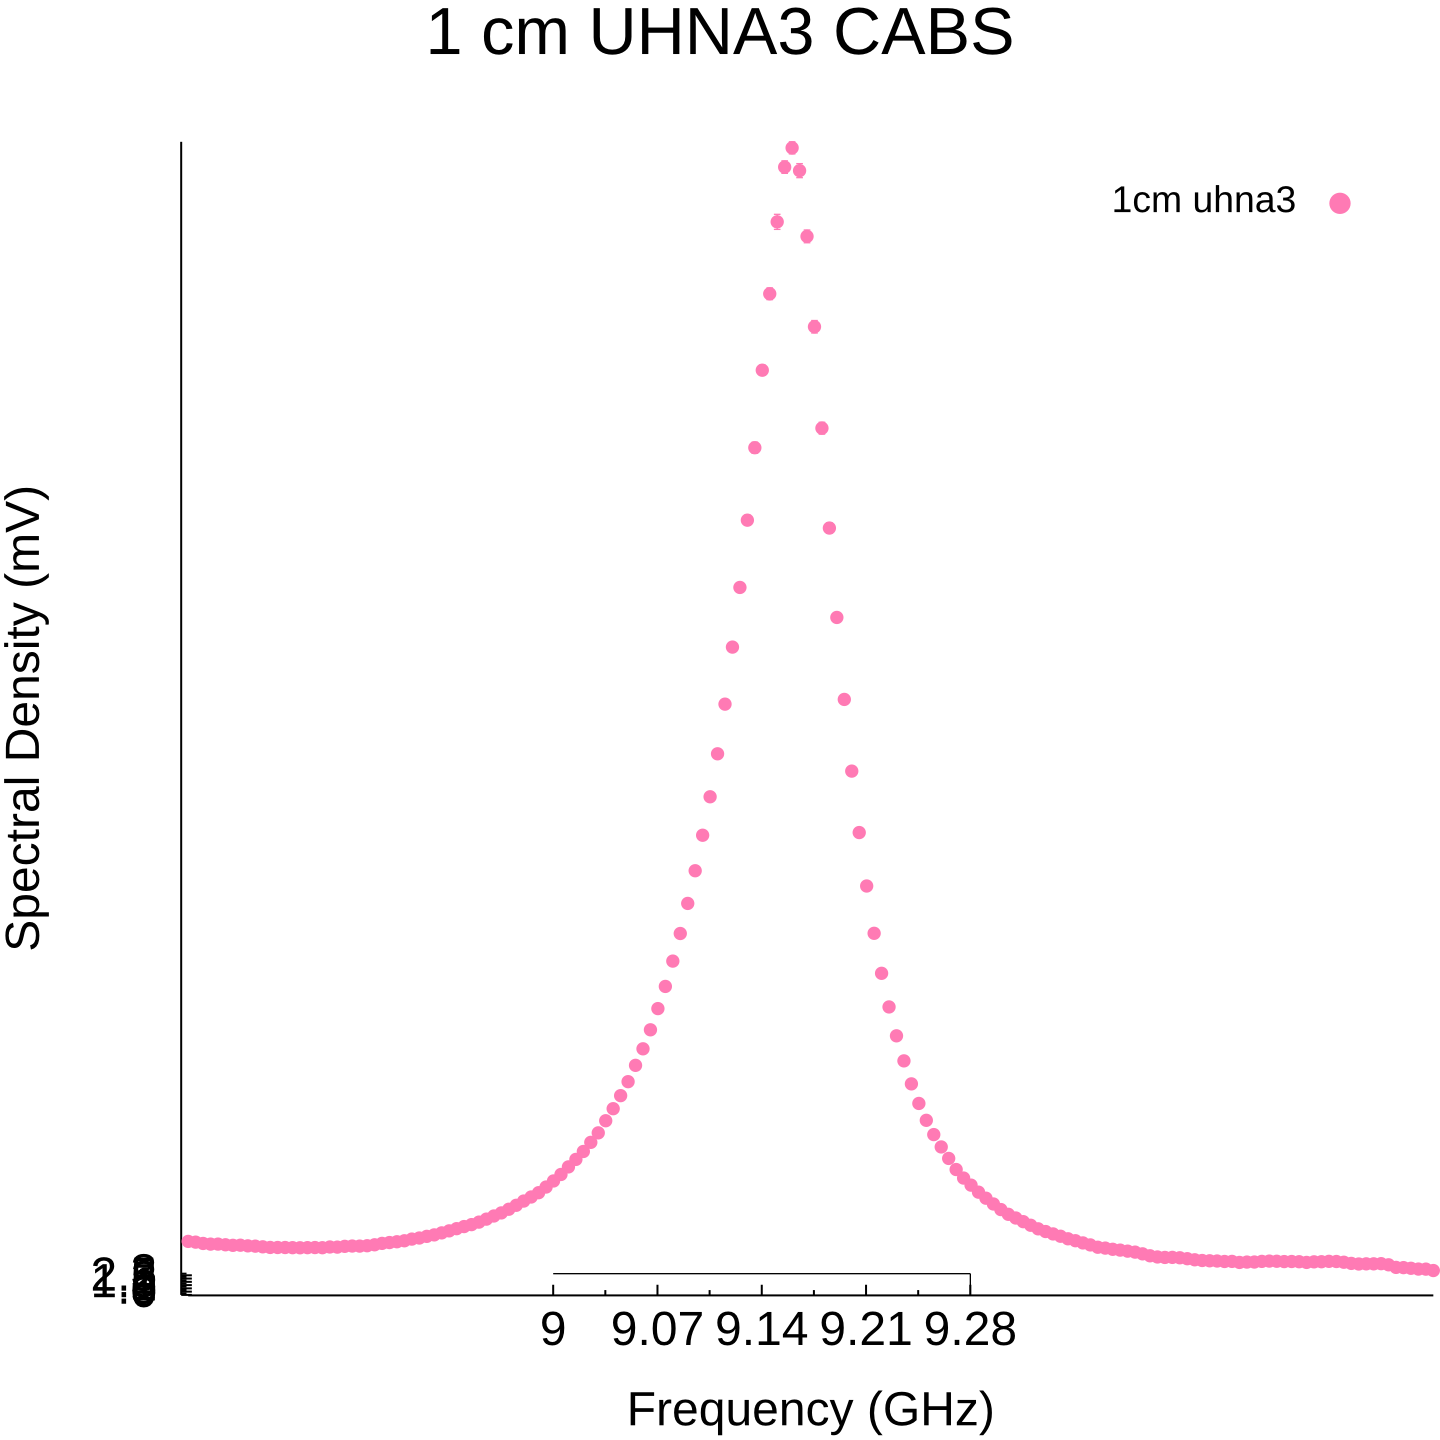 1 cm UHNA3 CABS
1cm uhna3
Spectral Density (mV)
9 9.07 9.14 9.21 9.28
Frequency (GHz)